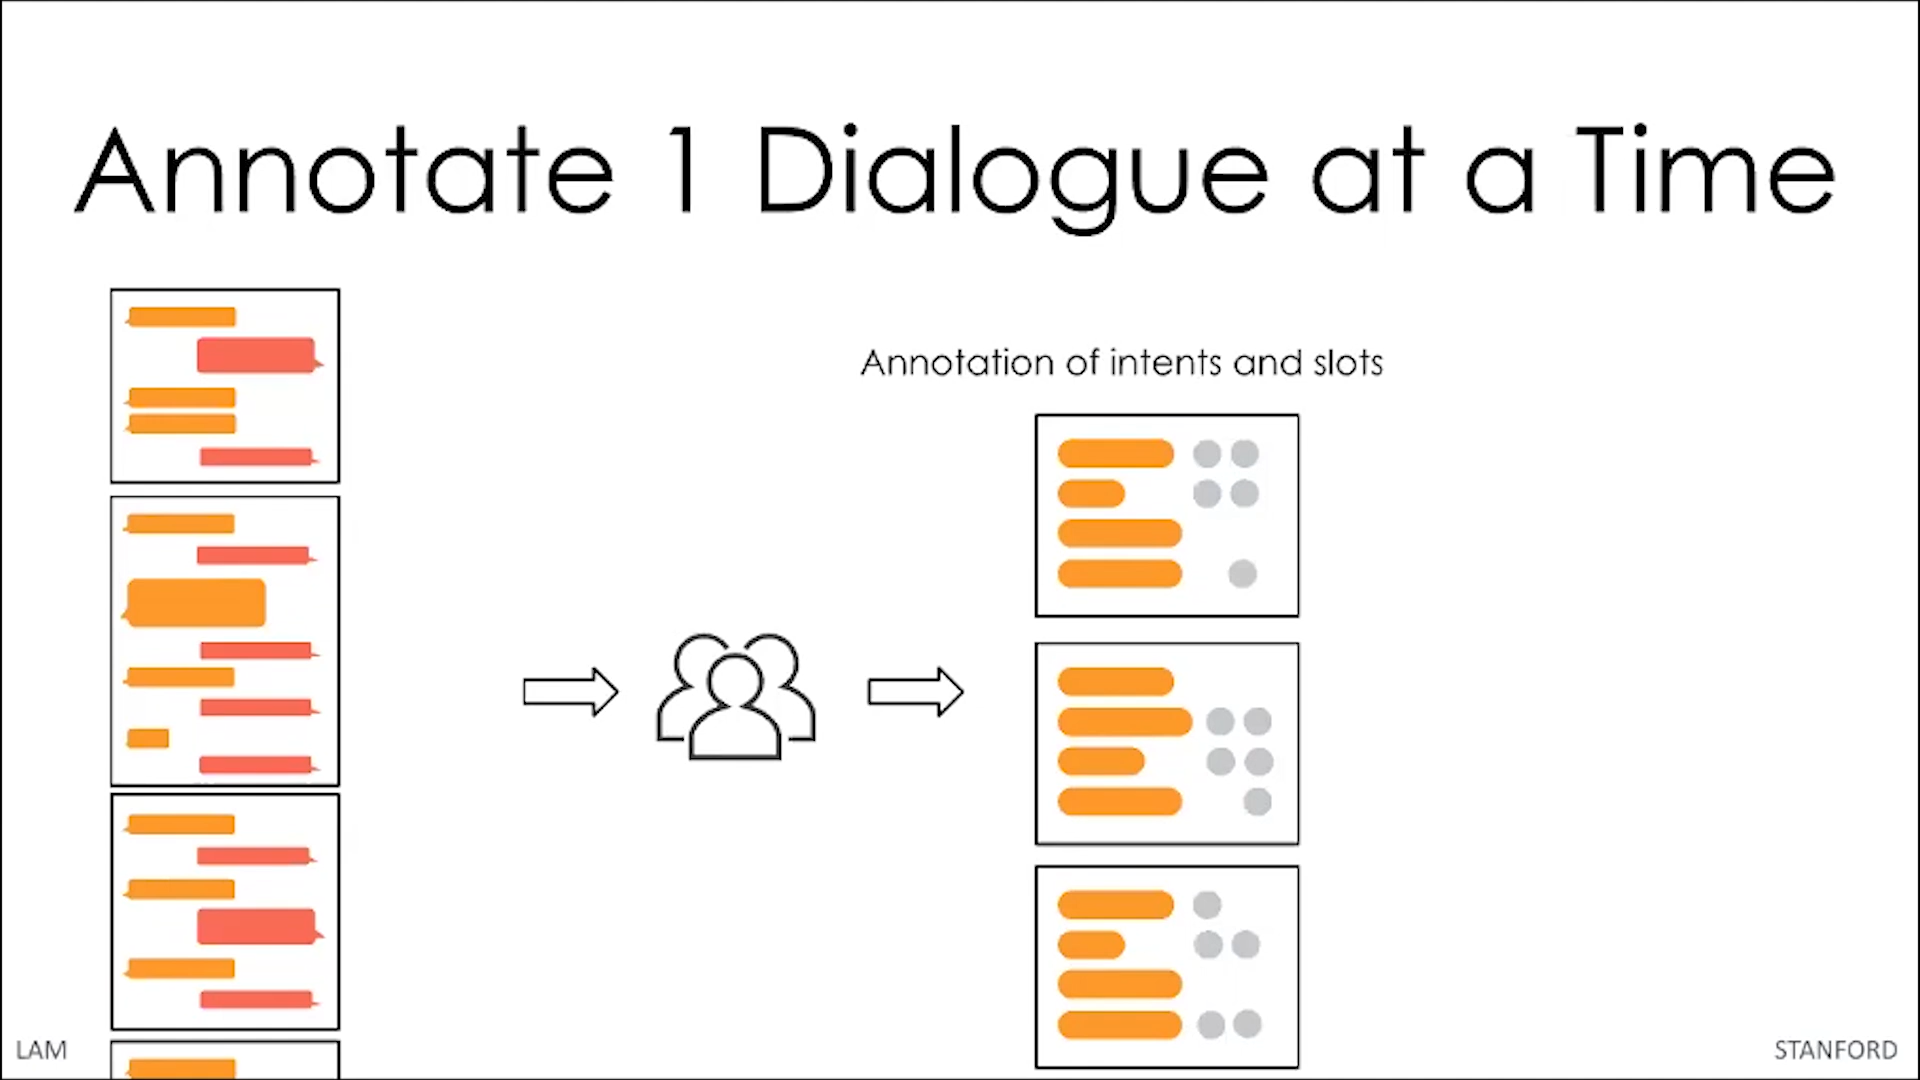 Annotate 1 Dialogue at a Time
Annotation of intents and slots
LAM
STANFORD